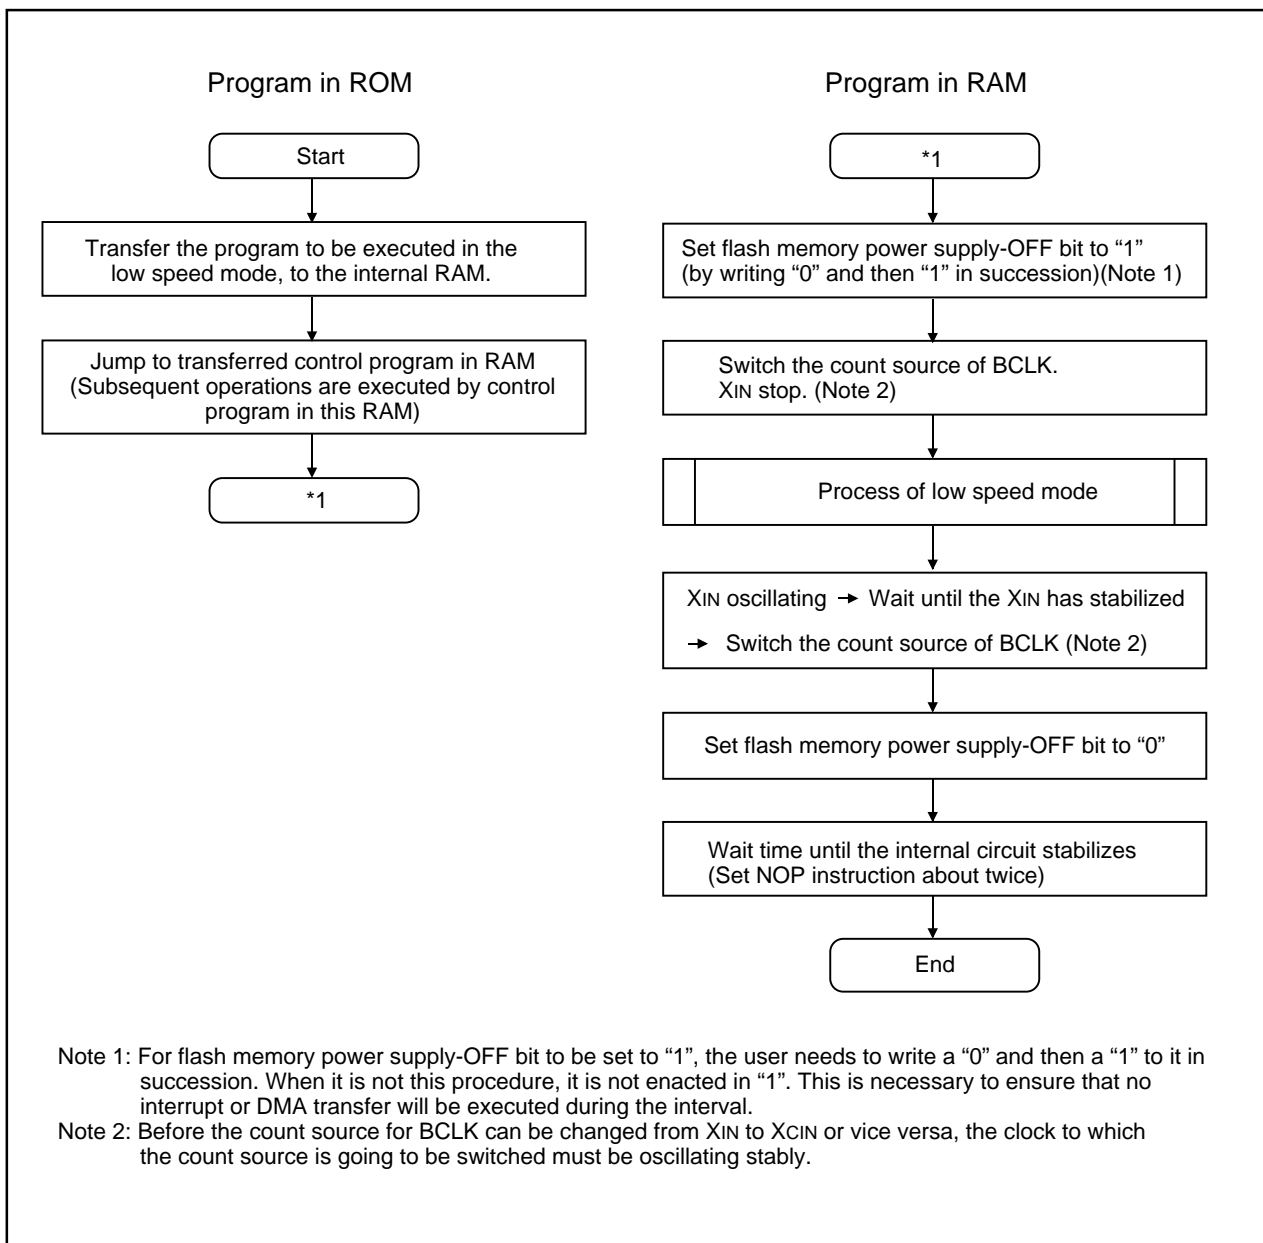 Program in ROM
Start
Transfer the program to be executed in the
low speed mode, to the internal RAM.
Jump to transferred control program in RAM
(Subsequent operations are executed by control
program in this RAM)
*1
Program in RAM
*1
Set flash memory power supply-OFF bit to “1”
(by writing “0” and then “1” in succession)(Note 1)
Switch the count source of BCLK.
XIN stop. (Note 2)
Process of low speed mode
XIN oscillating → Wait until the XIN has stabilized
→ Switch the count source of BCLK (Note 2)
Set flash memory power supply-OFF bit to “0”
Wait time until the internal circuit stabilizes
(Set NOP instruction about twice)
End
Note 1: For flash memory power supply-OFF bit to be set to “1”, the user needs to write a “0” and then a “1” to it in
succession. When it is not this procedure, it is not enacted in “1”. This is necessary to ensure that no
interrupt or DMA transfer will be executed during the interval.
Note 2: Before the count source for BCLK can be changed from XIN to XCIN or vice versa, the clock to which
the count source is going to be switched must be oscillating stably.